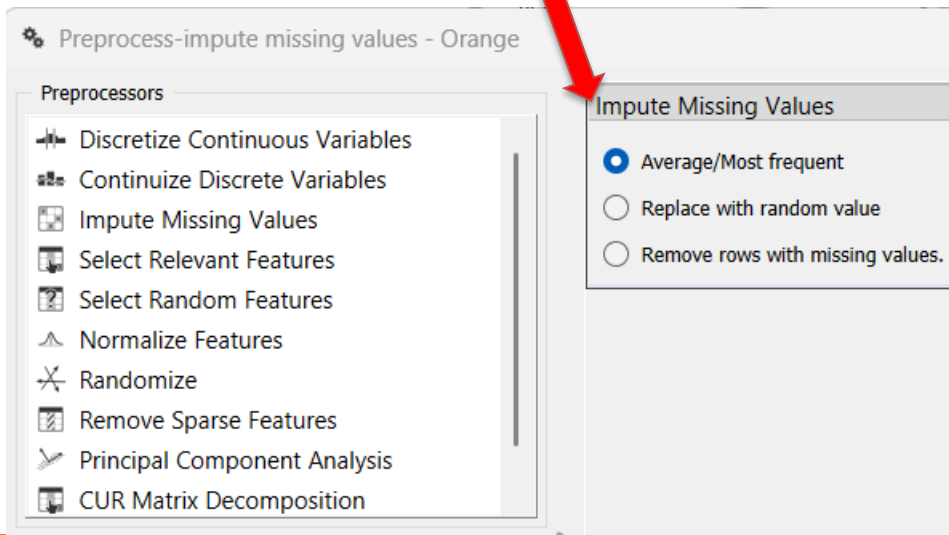 Preprocess-impute missing values - Orange
Preprocessors
Discretize Continuous Variables
Continuize Discrete Variables
Impute Missing Values
Select Relevant Features
Select Random Features
Normalize Features
Randomize
Remove Sparse Features
Principal Component Analysis
CUR Matrix Decomposition
Impute Missing Values
Average/Most frequent
Replace with random value
Remove rows with missing values.